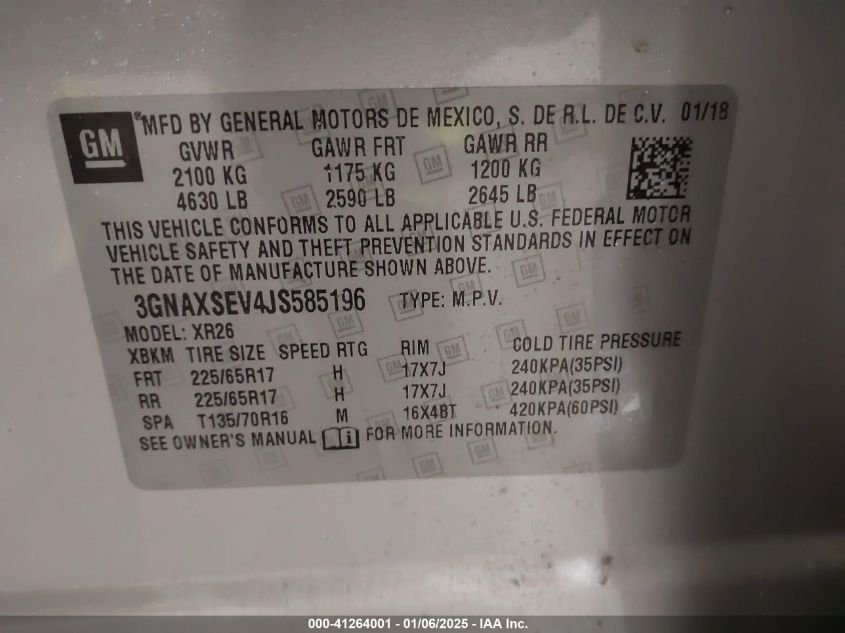 GM
®MFD BY GENERAL MOTORS DE MEXICO, S. DE R.L. DE C.V. 01/18
GVWR GAWR FRT GAWR RR
2100 KG 1175 KG 1200 KG
4630 LB 2590 LB 2645 LB
THIS VEHICLE CONFORMS TO ALL APPLICABLE U.S. FEDERAL MOTOR
VEHICLE SAFETY AND THEFT PREVENTION STANDARDS IN EFFECT ON
THE DATE OF MANUFACTURE SHOWN ABOVE.
3GNAXSEV4JS585196 TYPE: M.P.V.
MODEL: XR26
XBKM TIRE SIZE SPEED RTG RIM COLD TIRE PRESSURE
FRT 225/65R17 H 17X7J 240KPA(35PSI)
RR 225/65R17 H 17X7J 240KPA(35PSI)
SPA T135/70R16 M 16X4BT 420KPA(60PSI)
SEE OWNER'S MANUAL FOR MORE INFORMATION.
000-41264001 - 01/06/2025 - IAA Inc.